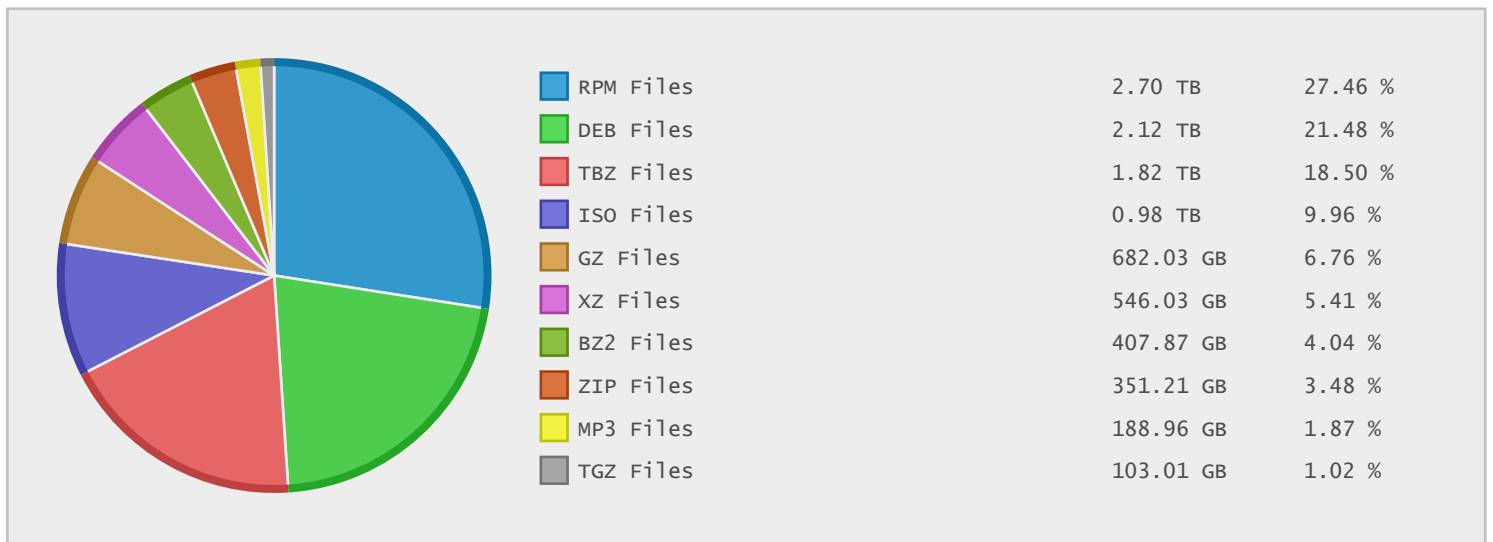 RPM Files 2.70 TB 27.46 %
DEB Files 2.12 TB 21.48 %
TBZ Files 1.82 TB 18.50 %
ISO Files 0.98 TB 9.96 %
GZ Files 682.03 GB 6.76 %
XZ Files 546.03 GB 5.41 %
BZ2 Files 407.87 GB 4.04 %
ZIP Files 351.21 GB 3.48 %
MP3 Files 188.96 GB 1.87 %
TGZ Files 103.01 GB 1.02 %